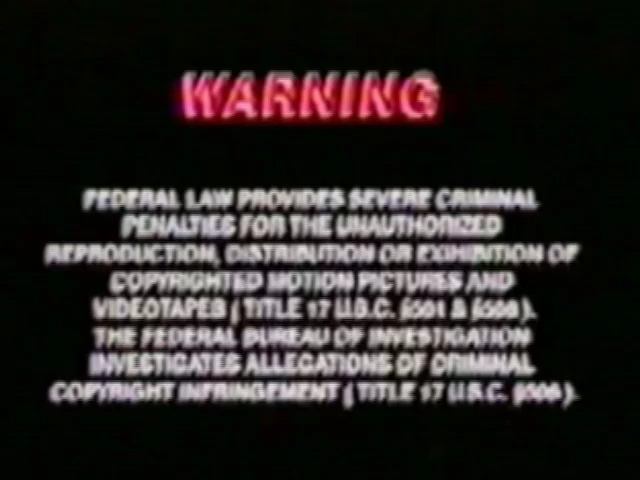 WARNING
FEDERAL LAW PROVIDES SEVERE CRIMINAL
PENALTIES FOR THE UNAUTHORIZED
REPRODUCTION, DISTRIBUTION OR EXHIBITION OF
COPYRIGHTED MOTION PICTURES AND
VIDEOTAPES (TITLE 17 U.S.C. §501 & §506).
THE FEDERAL BUREAU OF INVESTIGATION
INVESTIGATES ALLEGATIONS OF CRIMINAL
COPYRIGHT INFRINGEMENT (TITLE 17 U.S.C. §506).